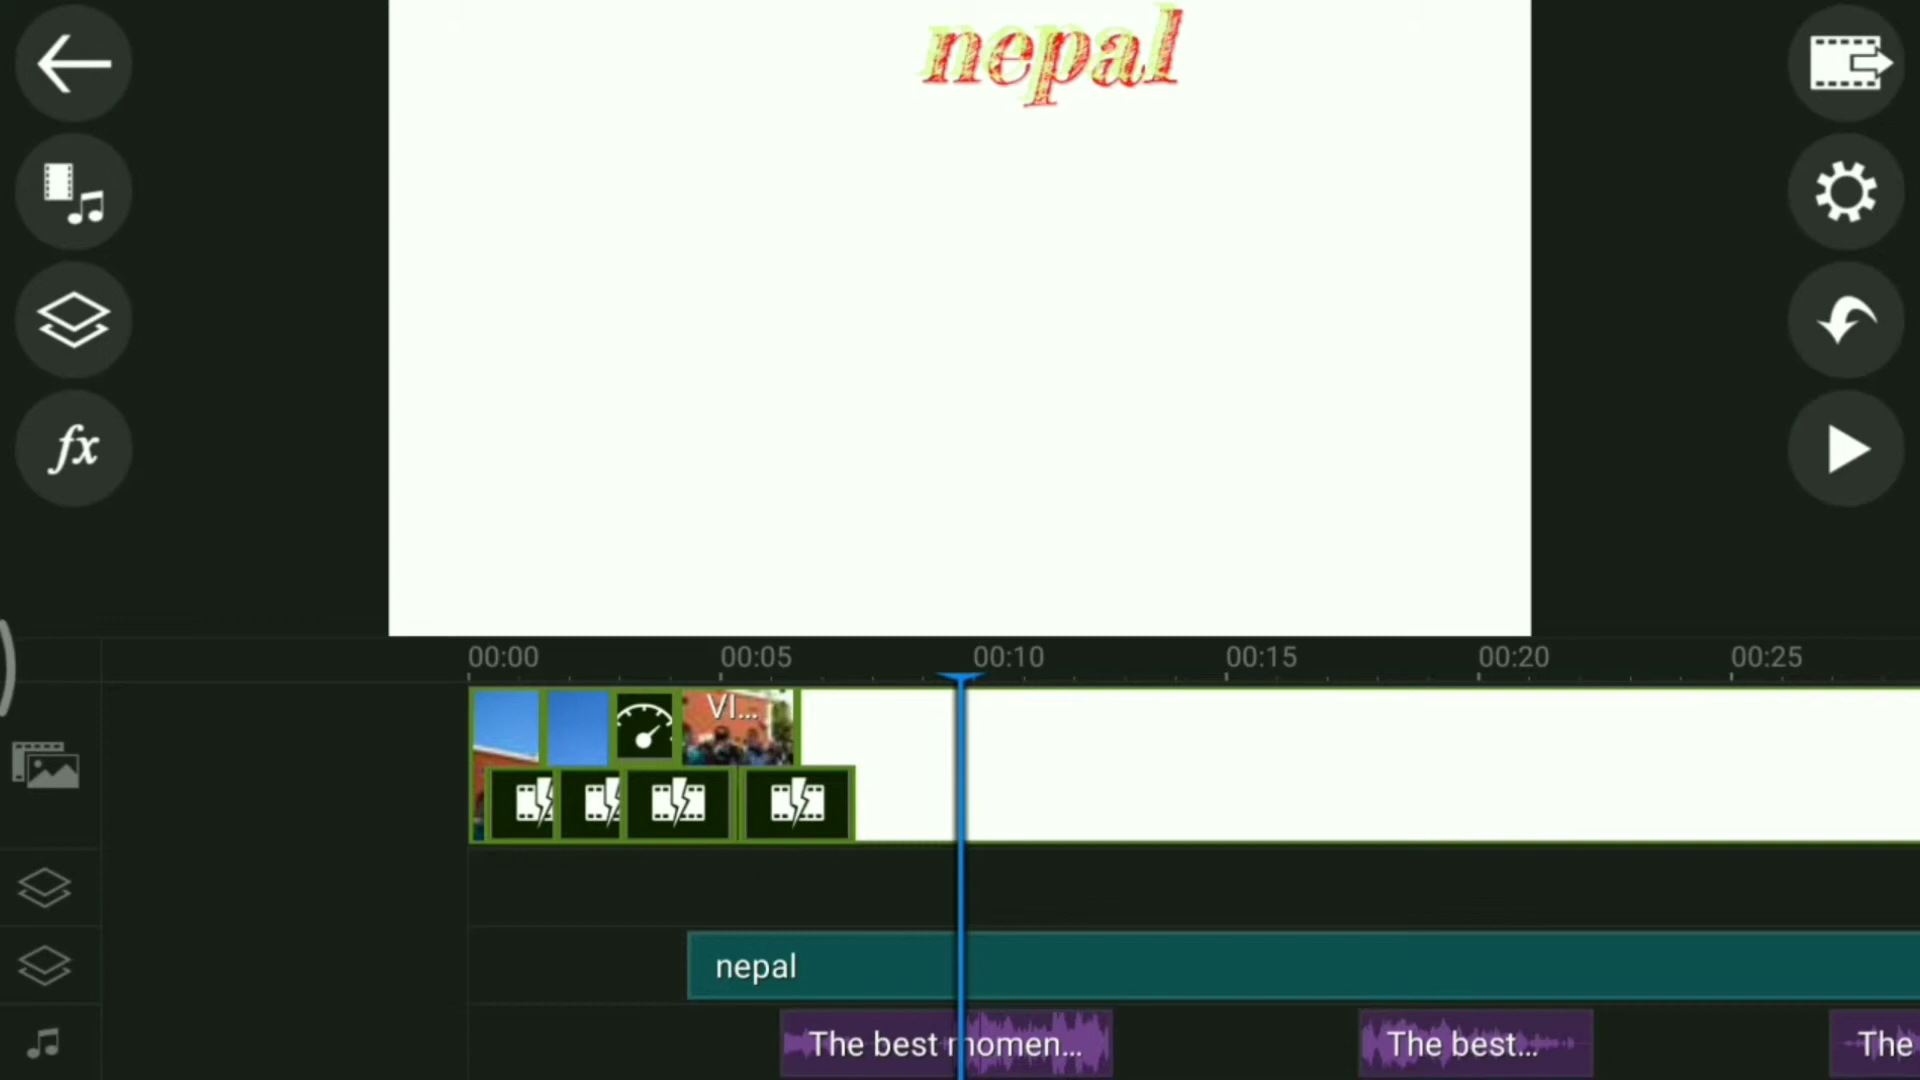 nepal
fx
00:00 00:05 00:10 00:15 00:20 00:25
VI...
nepal
The best momen... The best... The